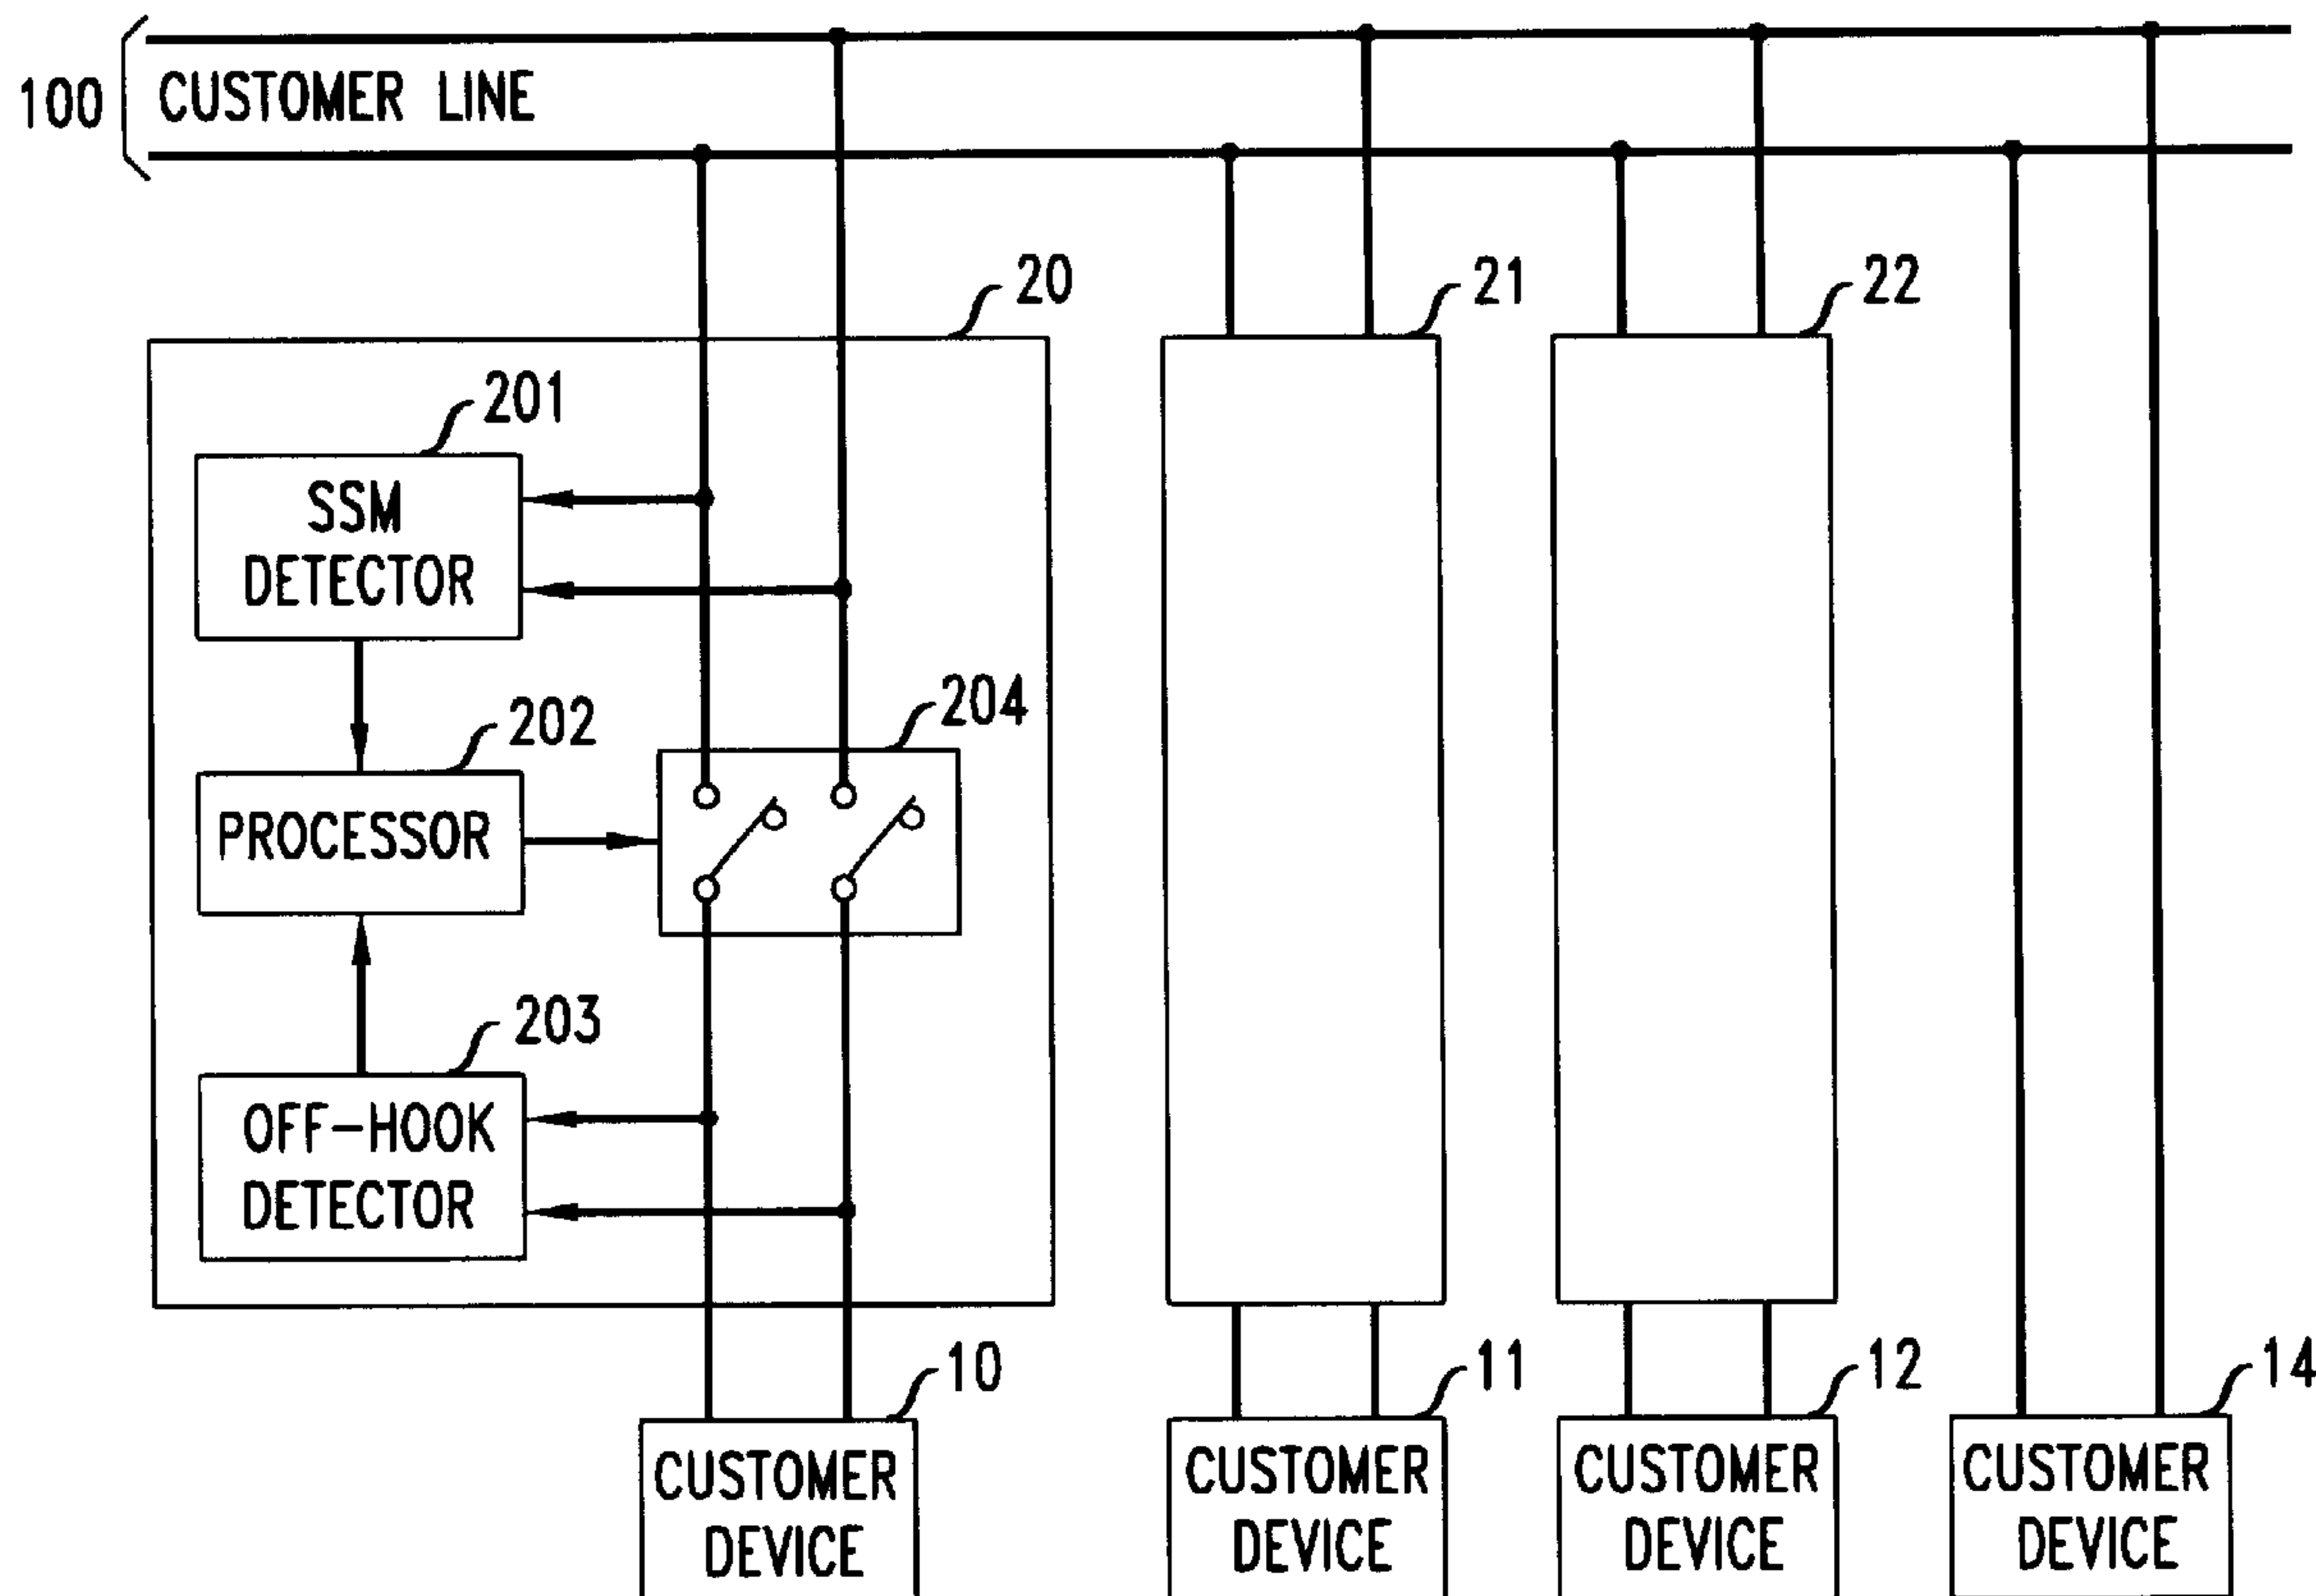 100
CUSTOMER LINE
20
21
22
201
SSM
DETECTOR
202
204
PROCESSOR
203
OFF-HOOK
DETECTOR
10
11
12
14
CUSTOMER
DEVICE
CUSTOMER
DEVICE
CUSTOMER
DEVICE
CUSTOMER
DEVICE